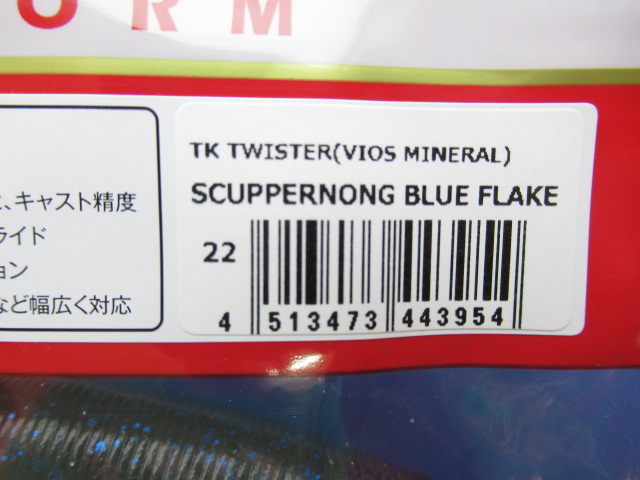 ORM
TK TWISTER(VIOS MINERAL)
SCUPPERNONG BLUE FLAKE
22
4 513473 443954
、キャスト精度
ライド
ョン
など幅広く対応